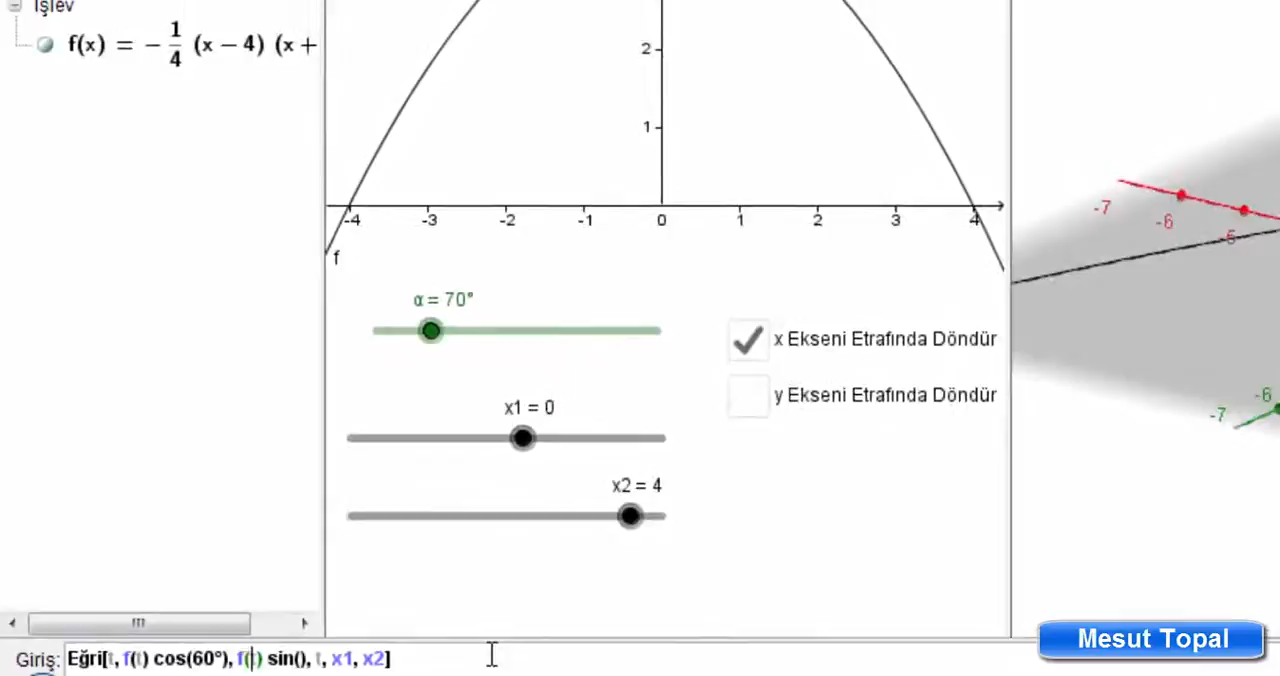 İşlev
f(x) = − 1/4 (x − 4) (x +
2
1
-4 -3 -2 -1 0 1 2 3 4
f
α = 70°
x Ekseni Etrafında Döndür
y Ekseni Etrafında Döndür
x1 = 0
x2 = 4
-7 -6 -5
-7 -6
Giriş: Eğri[t, f(t) cos(60°), f(t) sin(), t, x1, x2]
Mesut Topal